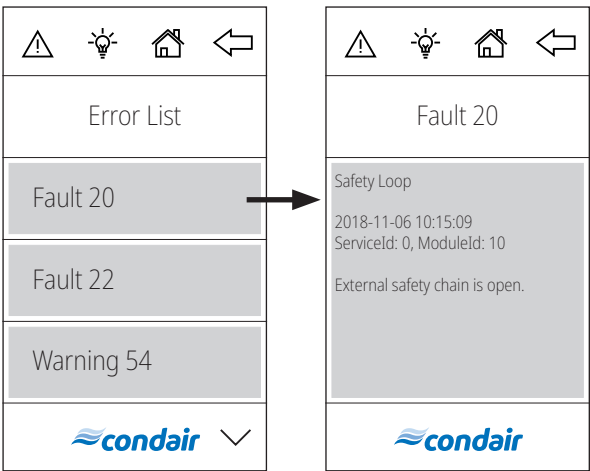 Error List
Fault 20
Fault 22
Warning 54
condair
Fault 20
Safety Loop
2018-11-06 10:15:09
ServiceId: 0, ModuleId: 10
External safety chain is open.
condair